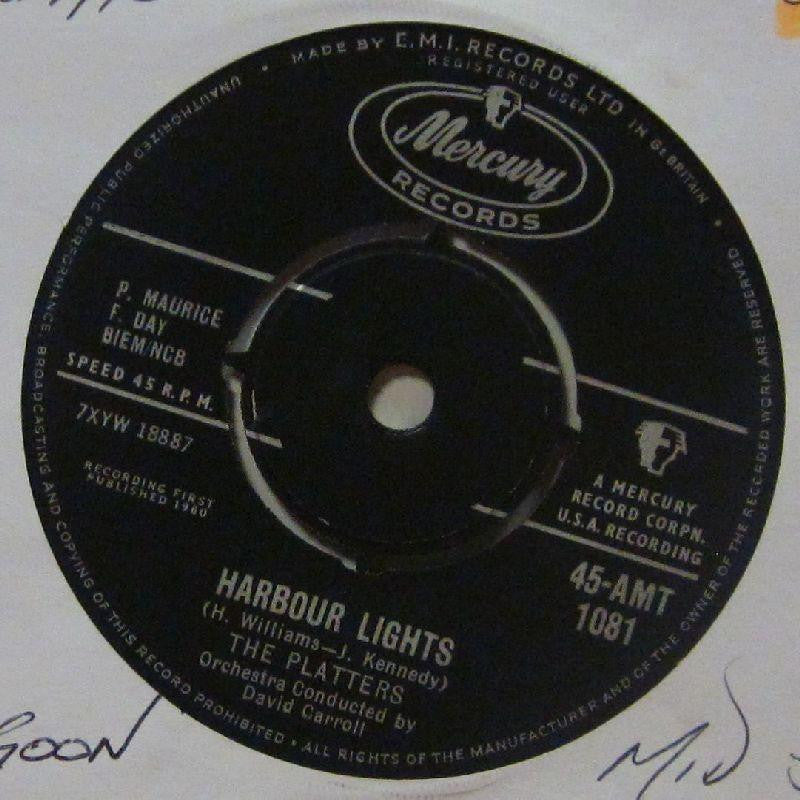 MADE BY E.M.I. RECORDS LTD IN GT BRITAIN
REGISTERED USER
Mercury
RECORDS
P. MAURICE
F. DAY
BIEM/NCB
SPEED 45 R.P.M.
7XYW 18887
RECORDING FIRST
PUBLISHED 1960
A MERCURY
RECORD CORPN.
U.S.A. RECORDING
45-AMT
1081
HARBOUR LIGHTS
(H. Williams—J. Kennedy)
THE PLATTERS
Orchestra Conducted by
David Carroll
UNAUTHORIZED PUBLIC PERFORMANCE, BROADCASTING AND COPYING OF THIS RECORD PROHIBITED • ALL RIGHTS OF THE MANUFACTURER AND OF THE OWNER OF THE RECORDED WORK ARE RESERVED
GOON
MID